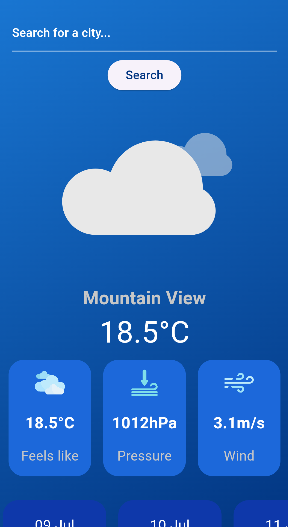 Search for a city...
Search
Mountain View
18.5°C
18.5°C 1012hPa 3.1m/s
Feels like Pressure Wind
09 Jul 10 Jul 11